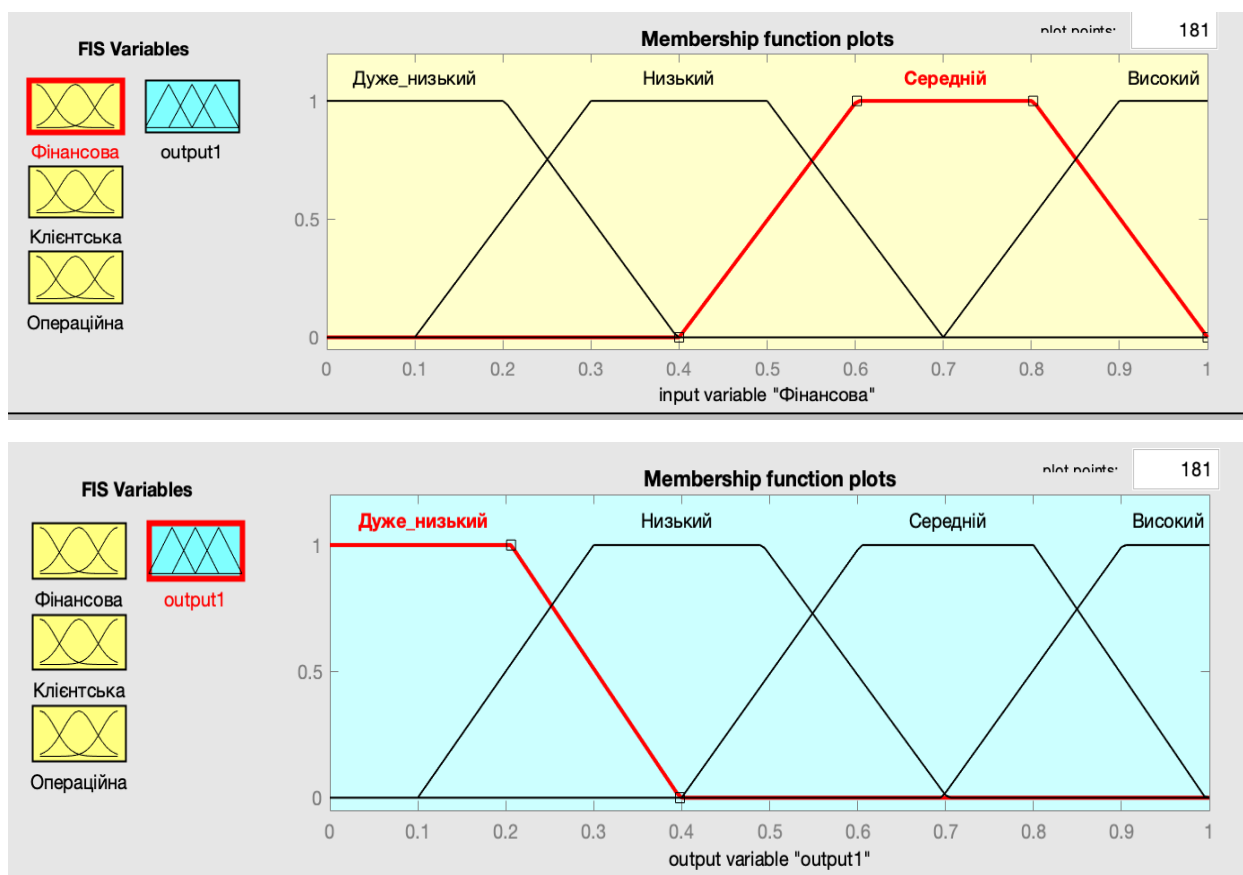 FIS Variables
Фінансова
output1
Клієнтська
Операційна
Membership function plots
plot points:
181
Дуже_низький
Низький
Середній
Високий
1
0.5
0
0 0.1 0.2 0.3 0.4 0.5 0.6 0.7 0.8 0.9 1
input variable "Фінансова"
FIS Variables
Фінансова
output1
Клієнтська
Операційна
Membership function plots
plot points:
181
Дуже_низький
Низький
Середній
Високий
1
0.5
0
0 0.1 0.2 0.3 0.4 0.5 0.6 0.7 0.8 0.9 1
output variable "output1"